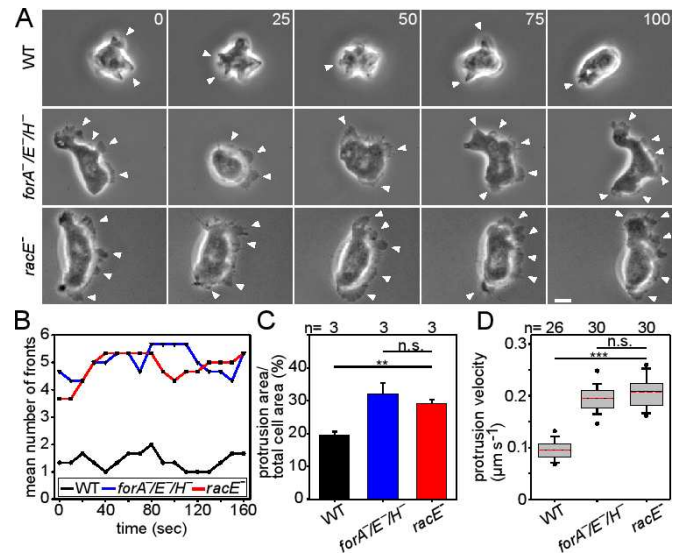 A
0 25 50 75 100
WT
forA⁻/E⁻/H⁻
racE⁻
B
mean number of fronts
6
5
4
3
2
1
0
WT forA⁻/E⁻/H⁻ racE⁻
0 40 80 120 160
time (sec)
C
n= 3 3 3
n.s.
**
protrusion area/
total cell area (%)
50
40
30
20
10
0
WT
forA⁻/E⁻/H⁻
racE⁻
D
n = 26 30 30
n.s.
***
protrusion velocity
(µm s⁻¹)
0.3
0.2
0.1
0
WT
forA⁻/E⁻/H⁻
racE⁻